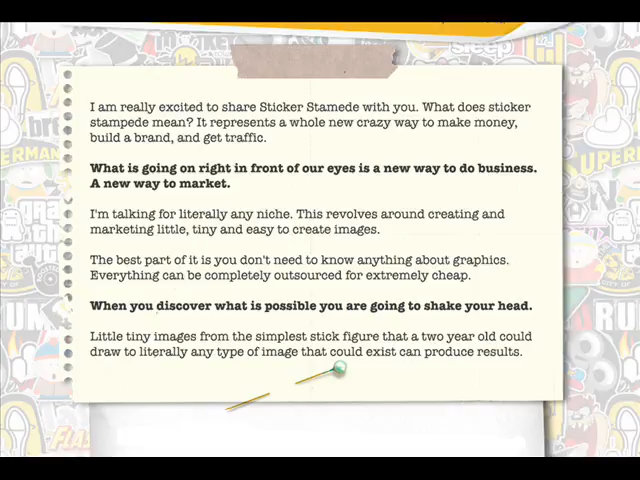 sleep
I am really excited to share Sticker Stamede with you. What does sticker
stampede mean? It represents a whole new crazy way to make money,
build a brand, and get traffic.
What is going on right in front of our eyes is a new way to do business.
A new way to market.
I'm talking for literally any niche. This revolves around creating and
marketing little, tiny and easy to create images.
The best part of it is you don't need to know anything about graphics.
Everything can be completely outsourced for extremely cheap.
When you discover what is possible you are going to shake your head.
Little tiny images from the simplest stick figure that a two year old could
draw to literally any type of image that could exist can produce results.